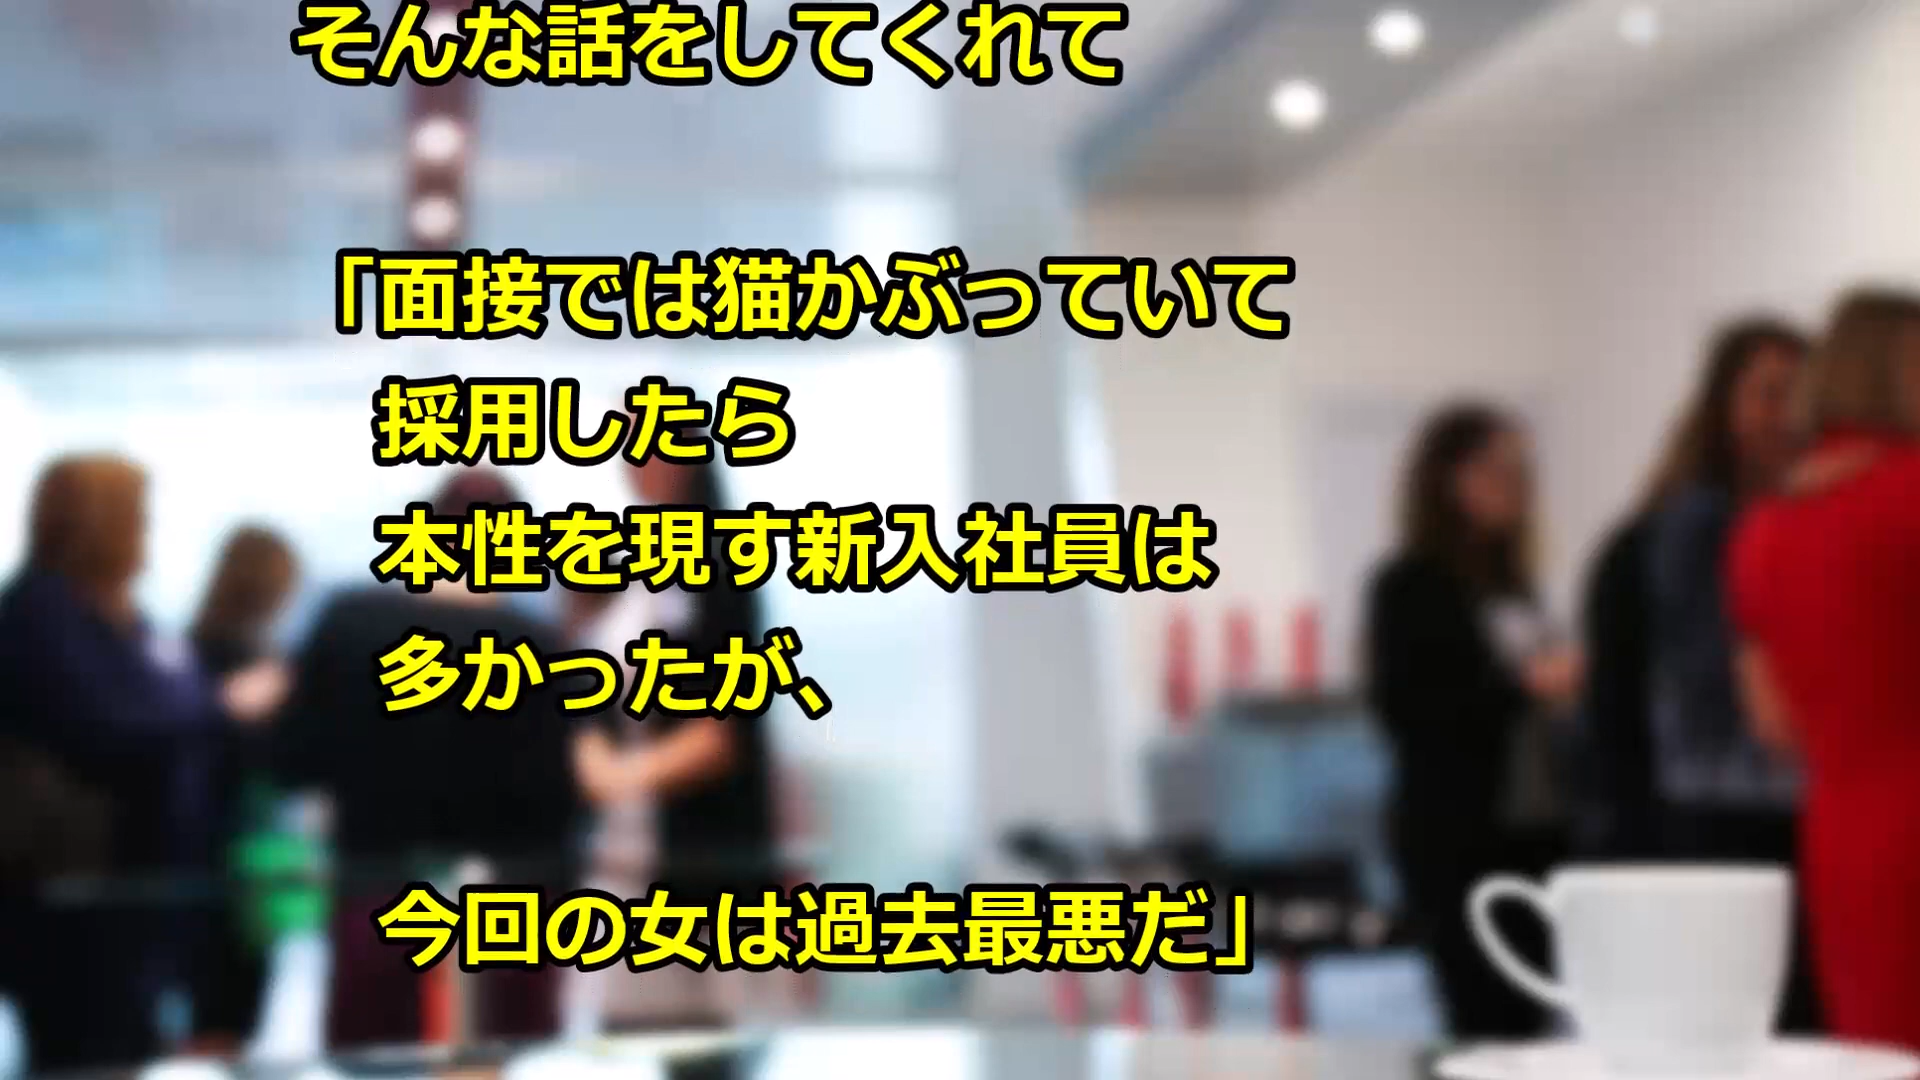 そんな話をしてくれて
「面接では猫かぶっていて
採用したら
本性を現す新入社員は
多かったが、
今回の女は過去最悪だ」